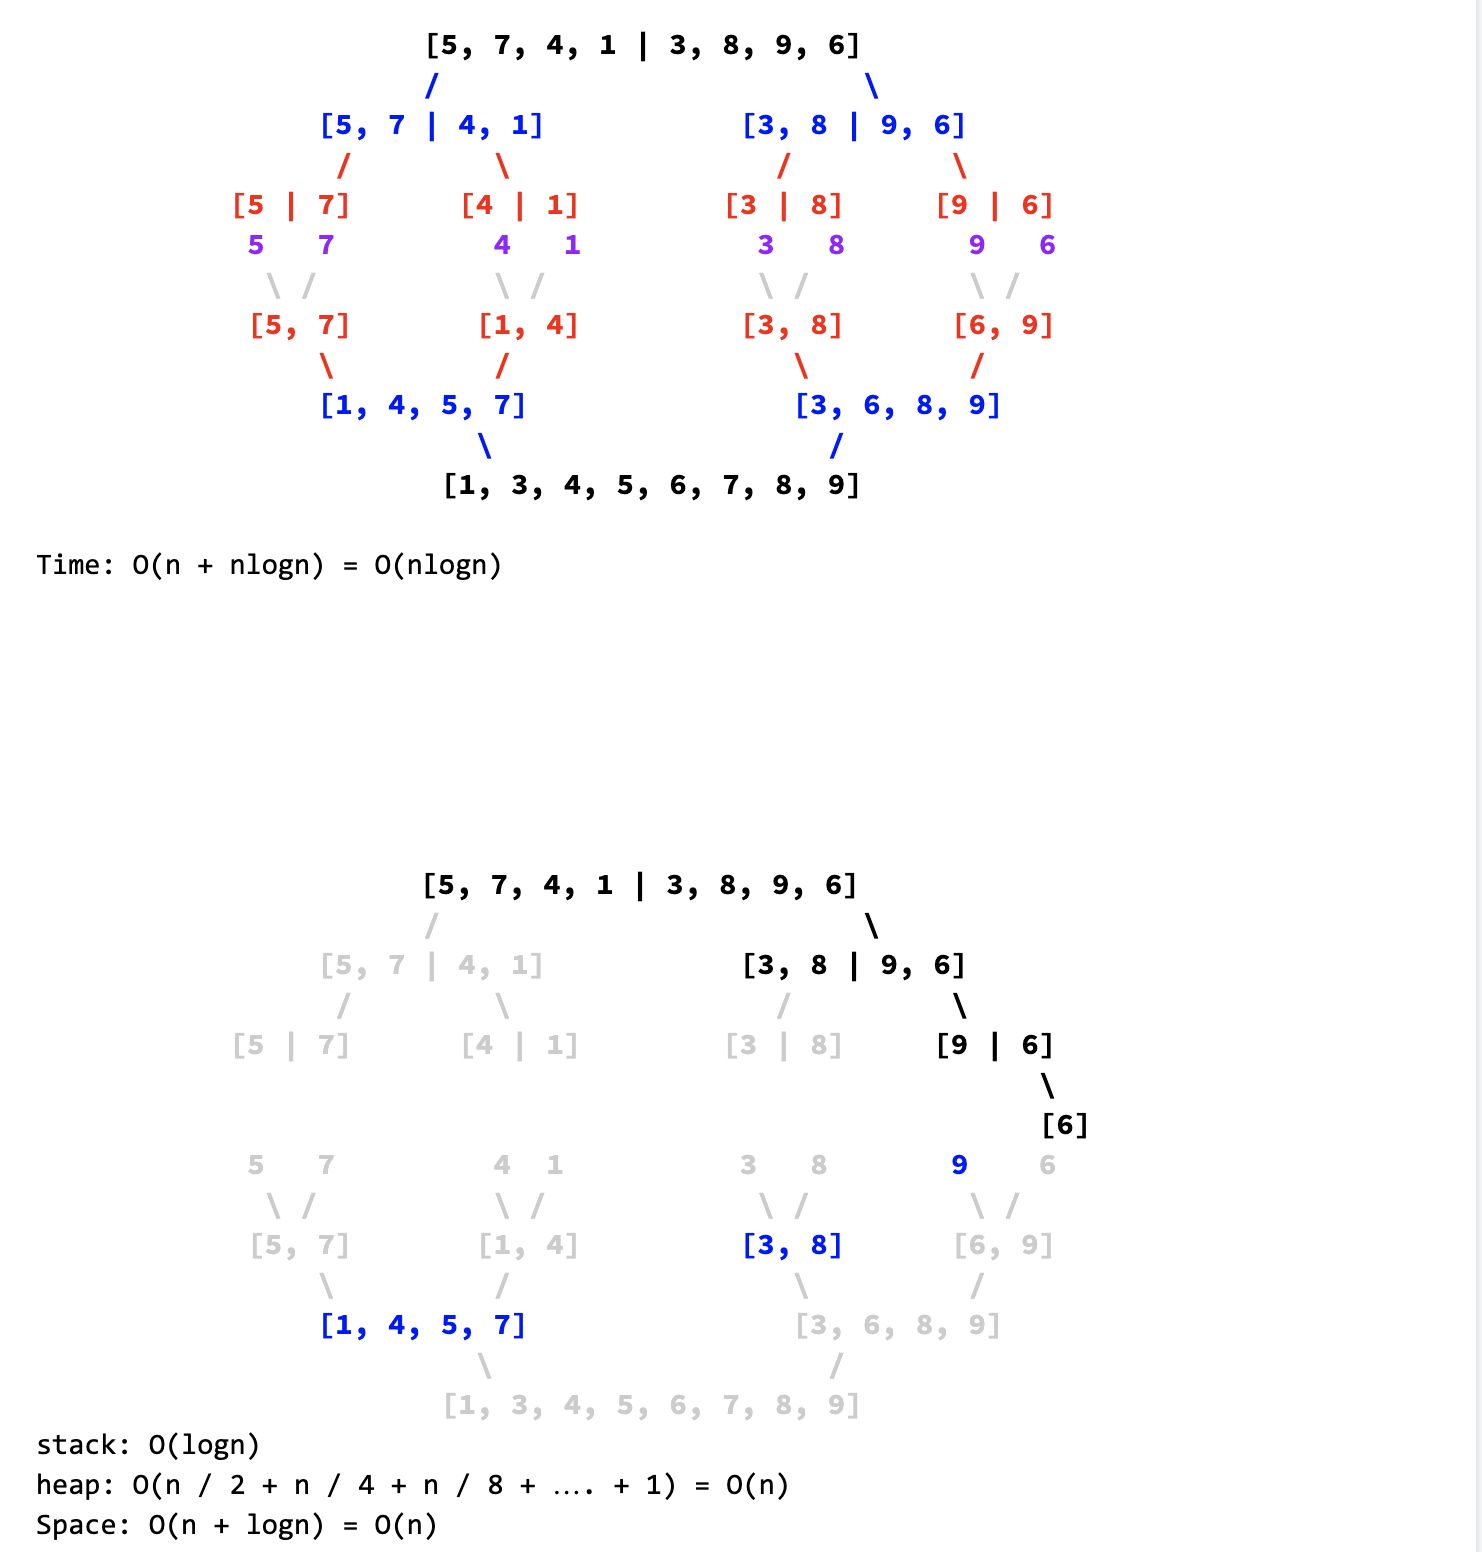 [5, 7, 4, 1 | 3, 8, 9, 6]
/ \
[5, 7 | 4, 1] [3, 8 | 9, 6]
/ \ / \
[5 | 7] [4 | 1] [3 | 8] [9 | 6]
5 7 4 1 3 8 9 6
\ / \ / \ / \ /
[5, 7] [1, 4] [3, 8] [6, 9]
\ / \ /
[1, 4, 5, 7] [3, 6, 8, 9]
\ /
[1, 3, 4, 5, 6, 7, 8, 9]
Time: O(n + nlogn) = O(nlogn)
[5, 7, 4, 1 | 3, 8, 9, 6]
/ \
[5, 7 | 4, 1] [3, 8 | 9, 6]
/ \ / \
[5 | 7] [4 | 1] [3 | 8] [9 | 6]
\
[6]
5 7 4 1 3 8 9 6
\ / \ / \ / \ /
[5, 7] [1, 4] [3, 8] [6, 9]
\ / \ /
[1, 4, 5, 7] [3, 6, 8, 9]
\ /
[1, 3, 4, 5, 6, 7, 8, 9]
stack: O(logn)
heap: O(n / 2 + n / 4 + n / 8 + …. + 1) = O(n)
Space: O(n + logn) = O(n)